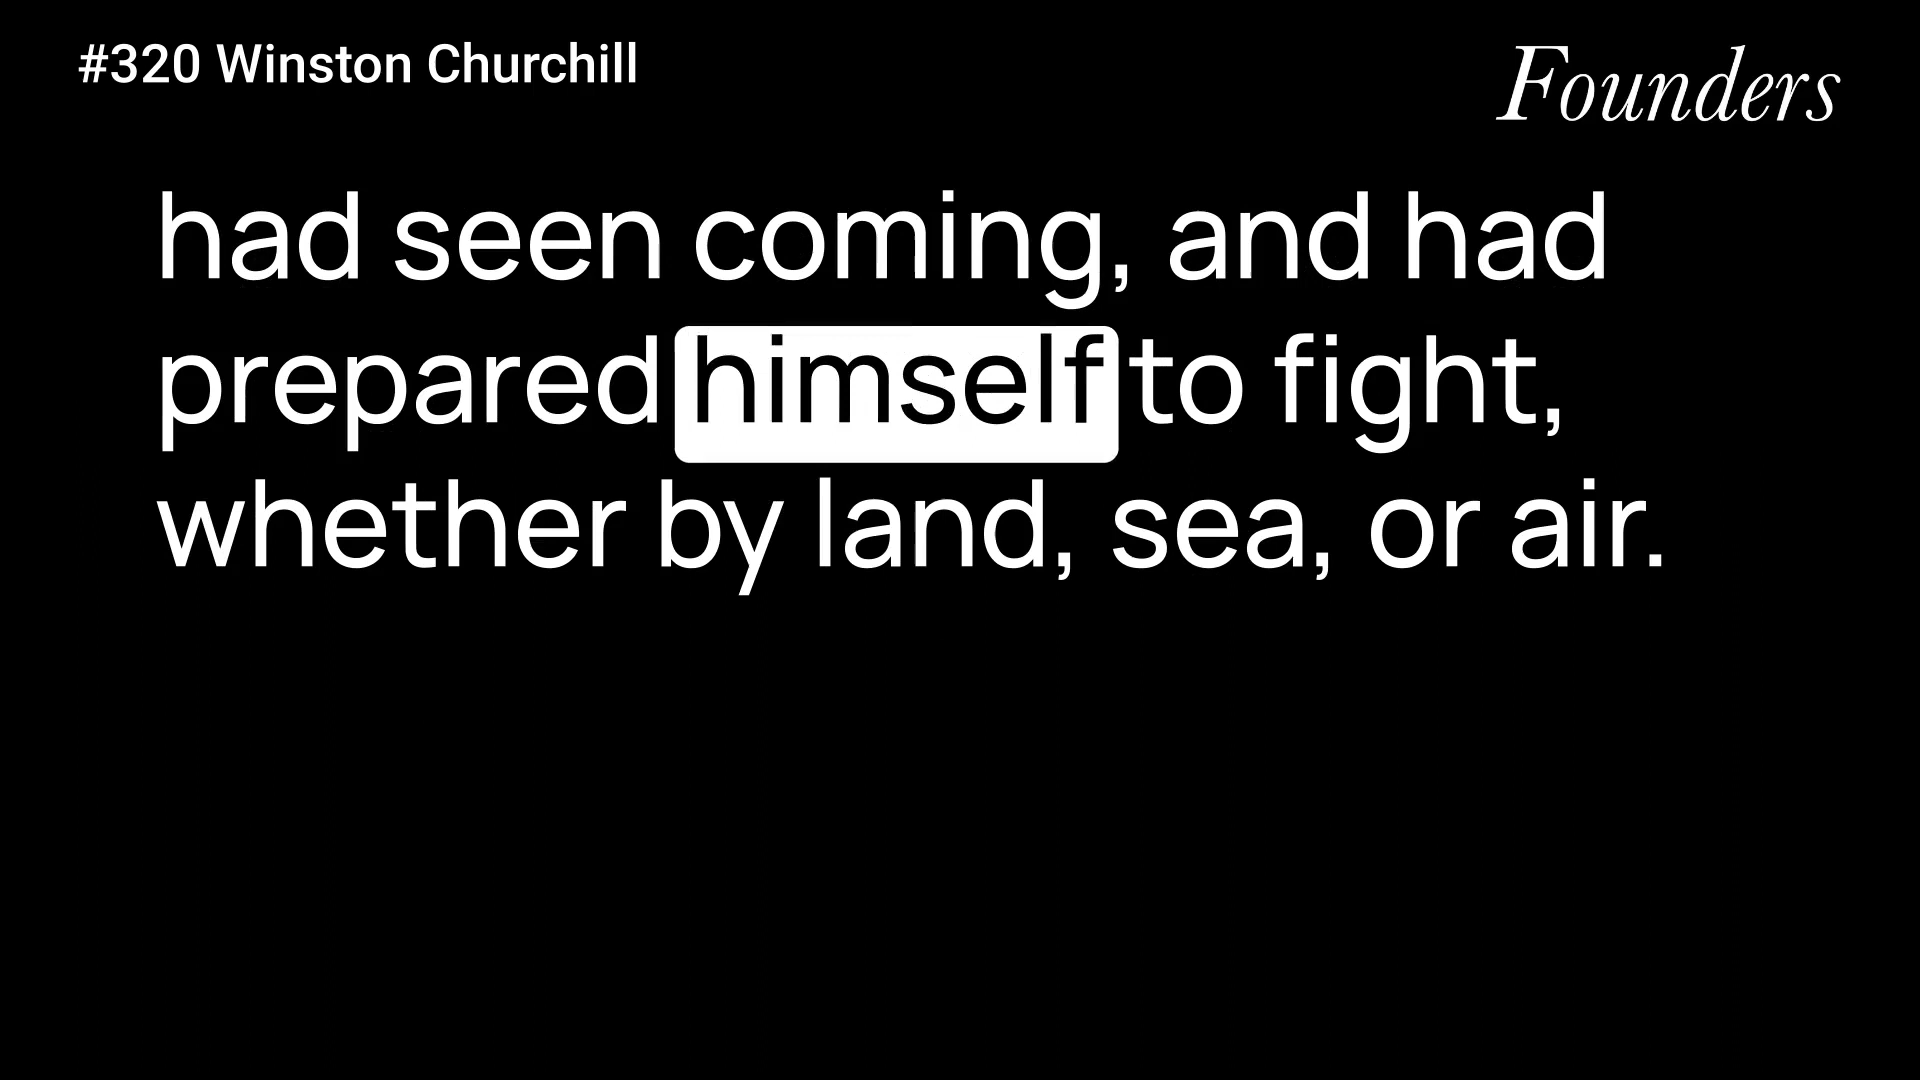 #320 Winston Churchill
Founders
had seen coming, and had
prepared himself to fight,
whether by land, sea, or air.